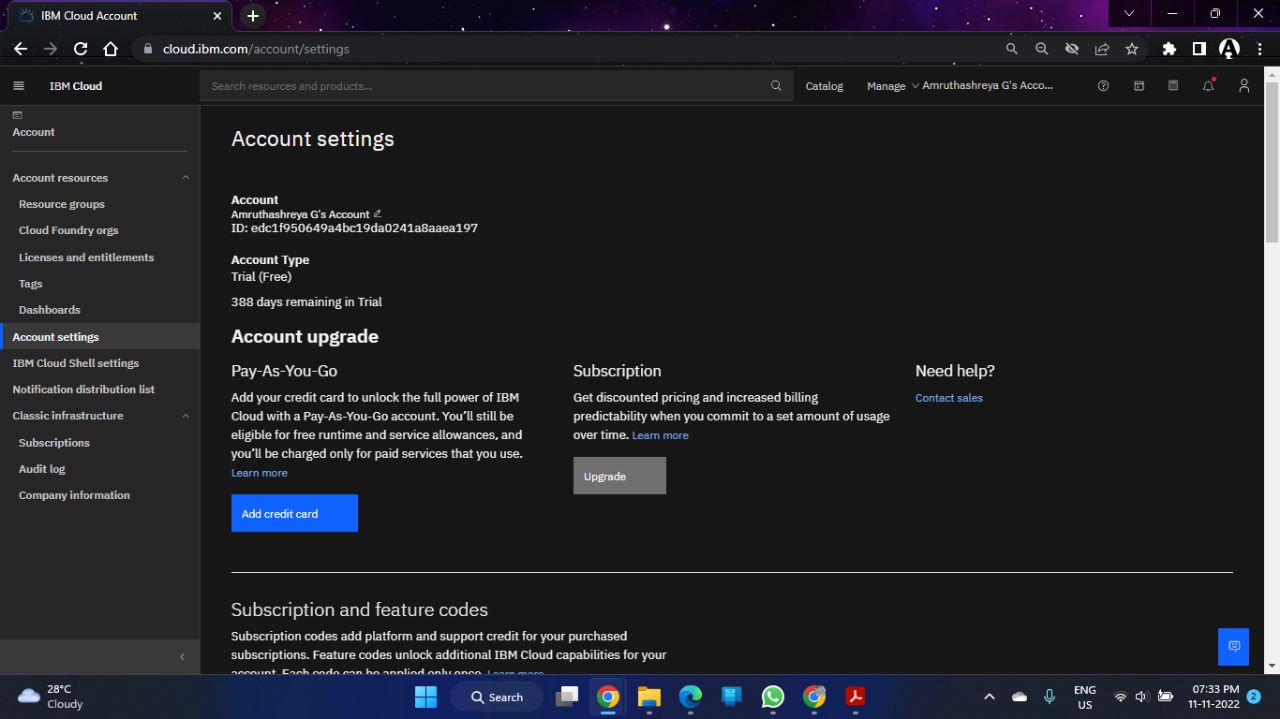 IBM Cloud Account
cloud.ibm.com/account/settings
IBM Cloud
Search resources and products...
Catalog
Manage
Amruthashreya G's Acco...
Account
Account resources
Resource groups
Cloud Foundry orgs
Licenses and entitlements
Tags
Dashboards
Account settings
IBM Cloud Shell settings
Notification distribution list
Classic infrastructure
Subscriptions
Audit log
Company information
Account settings
Account
Amruthashreya G's Account
ID: edc1f950649a4bc19da0241a8aaea197
Account Type
Trial (Free)
388 days remaining in Trial
Account upgrade
Pay-As-You-Go
Add your credit card to unlock the full power of IBM
Cloud with a Pay-As-You-Go account. You'll still be
eligible for free runtime and service allowances, and
you'll be charged only for paid services that you use.
Learn more
Add credit card
Subscription
Get discounted pricing and increased billing
predictability when you commit to a set amount of usage
over time. Learn more
Upgrade
Need help?
Contact sales
Subscription and feature codes
Subscription codes add platform and support credit for your purchased
subscriptions. Feature codes unlock additional IBM Cloud capabilities for your
account. Each code can be applied only once. Learn more
28°C
Cloudy
Search
ENG
US
07:33 PM
11-11-2022
2